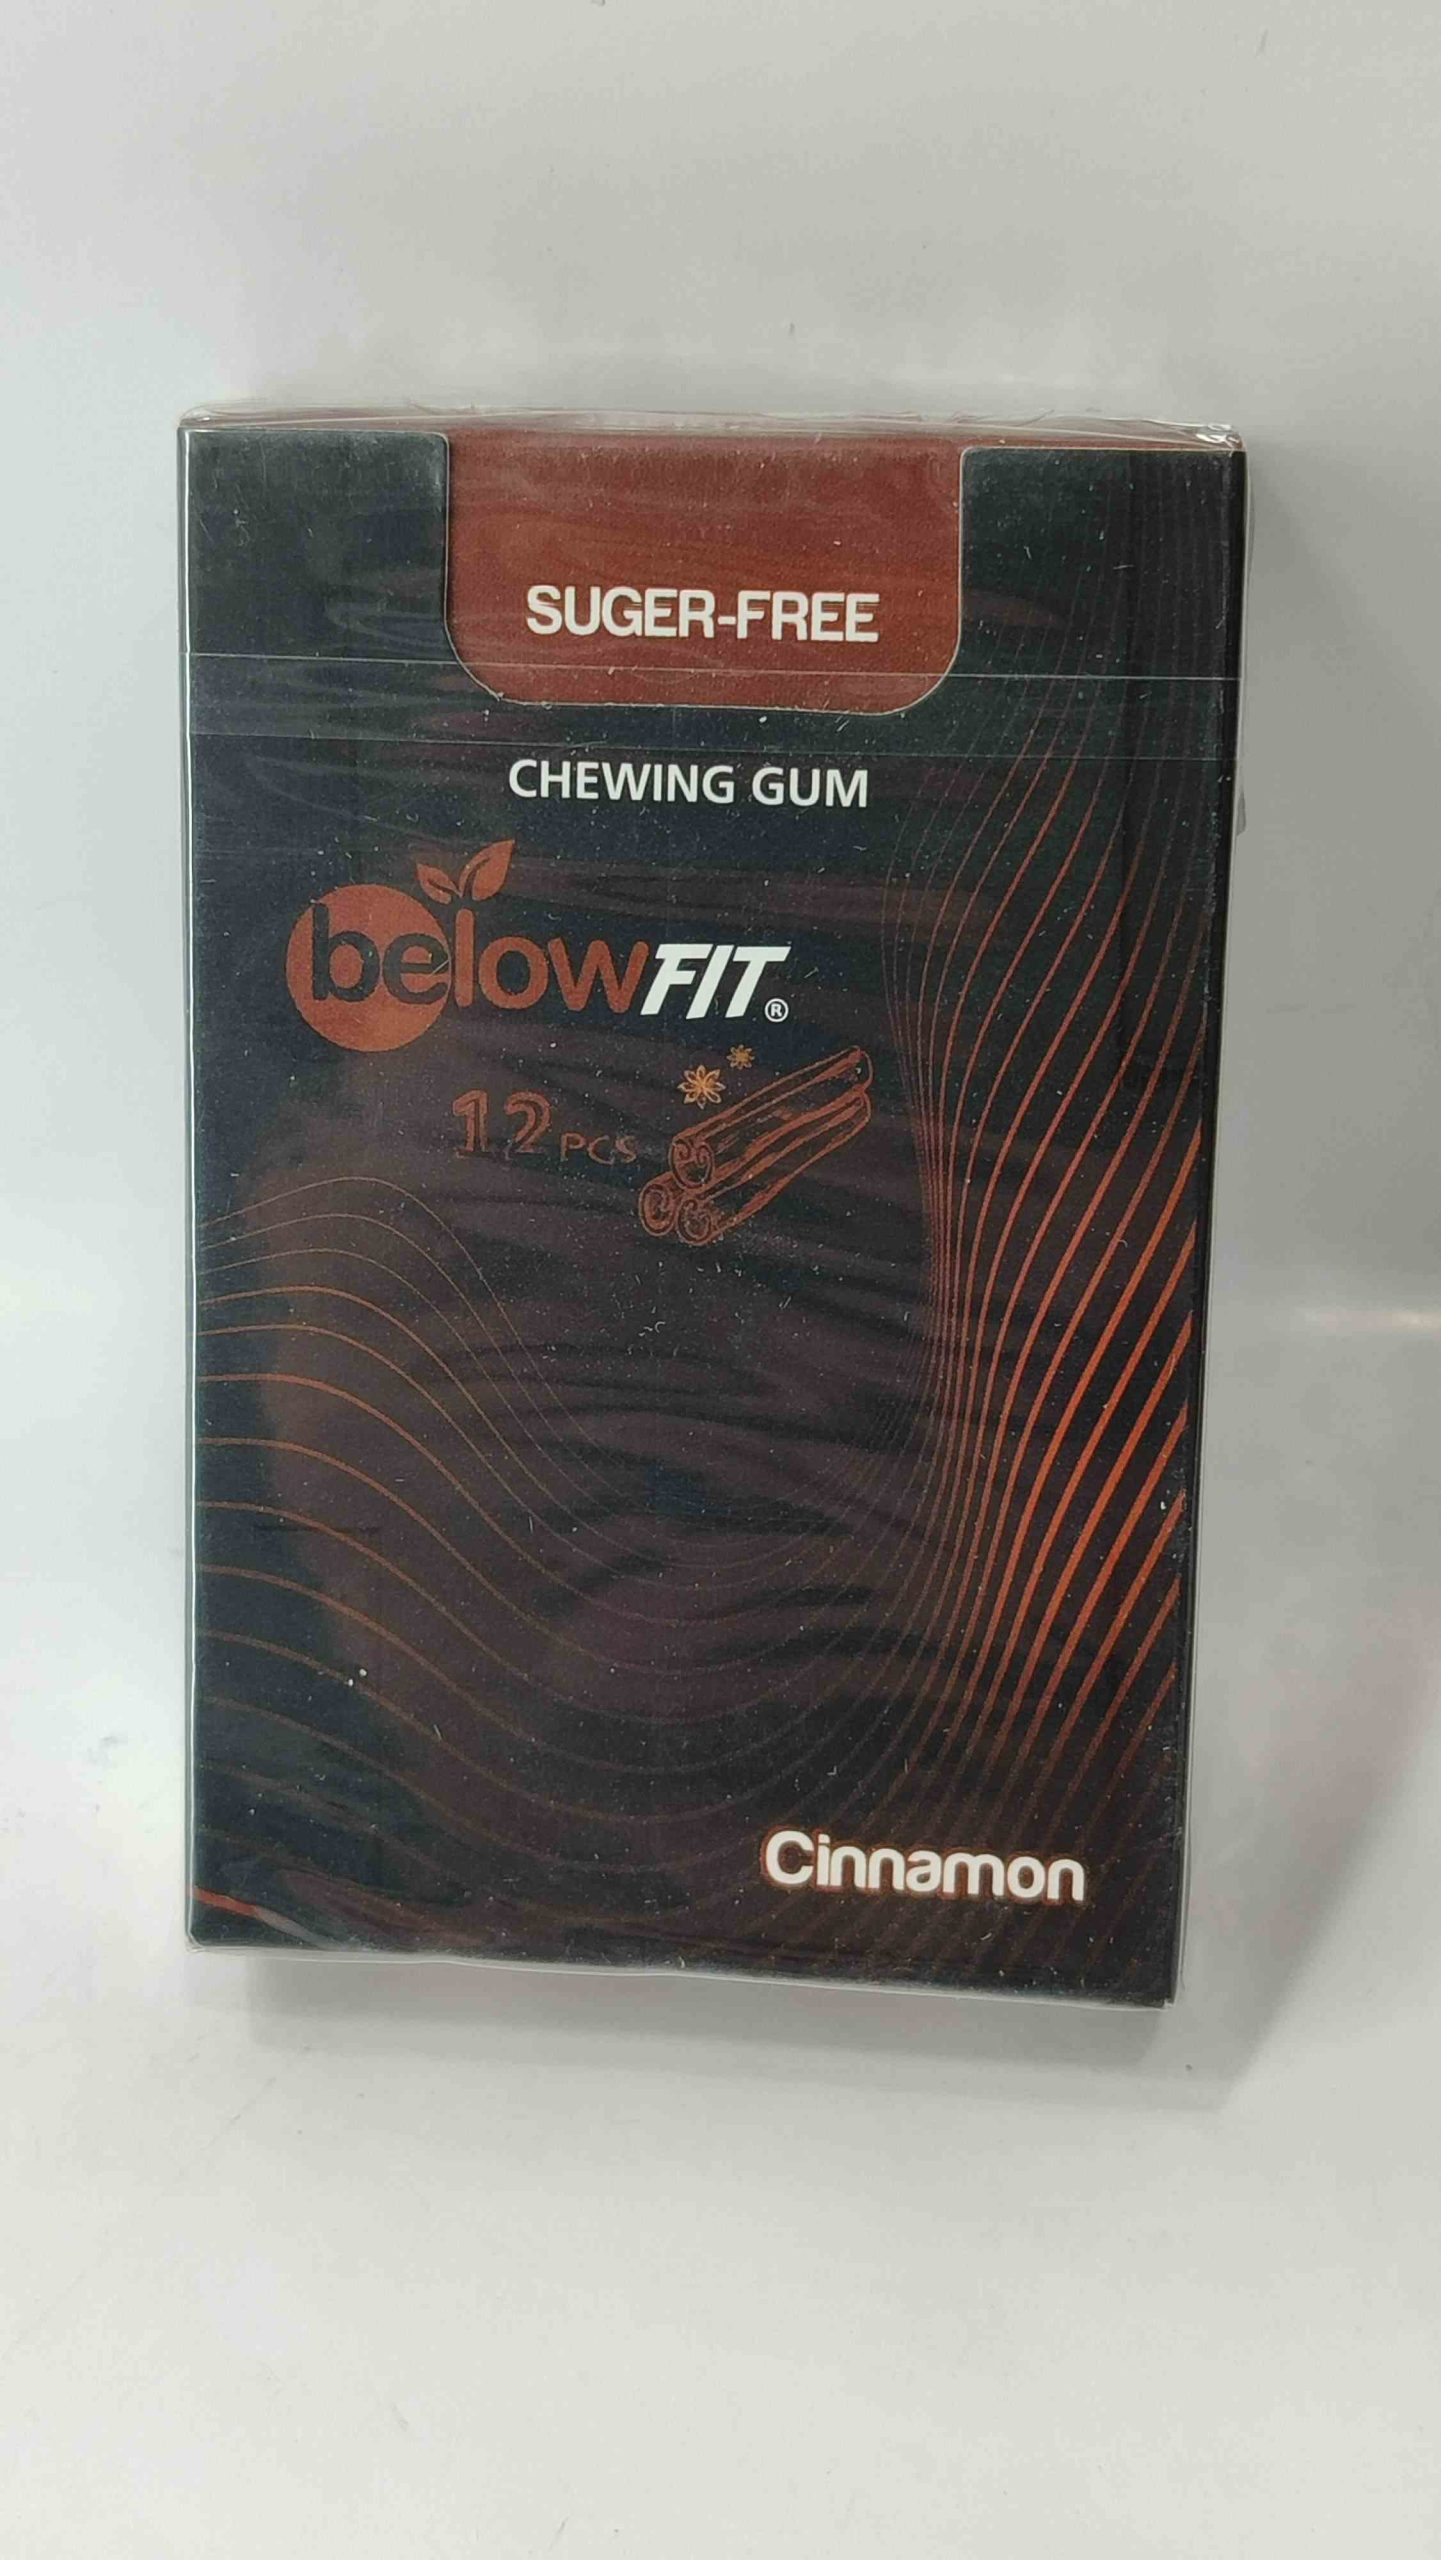 SUGER-FREE
CHEWING GUM
belowFIT®
12 PCS
Cinnamon